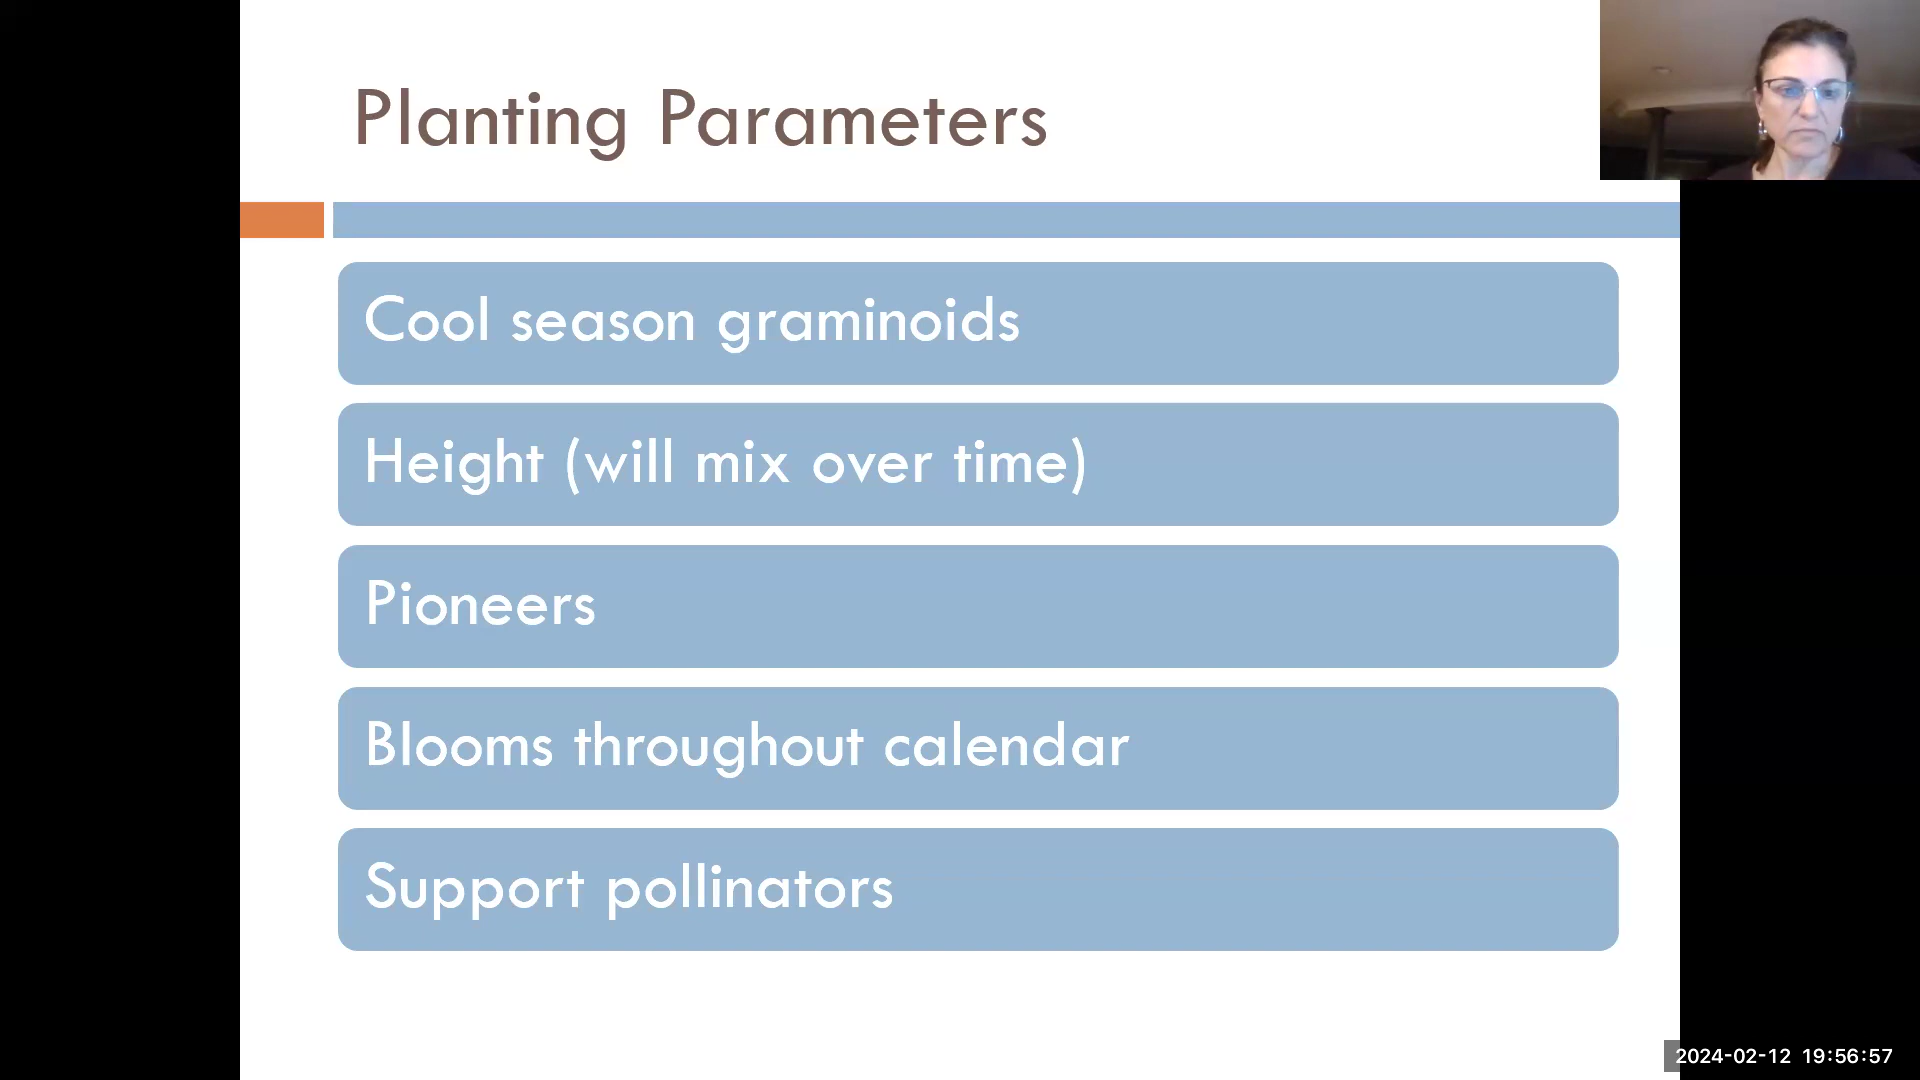 Planting Parameters
Cool season graminoids
Height (will mix over time)
Pioneers
Blooms throughout calendar
Support pollinators
2024-02-12 19:56:57